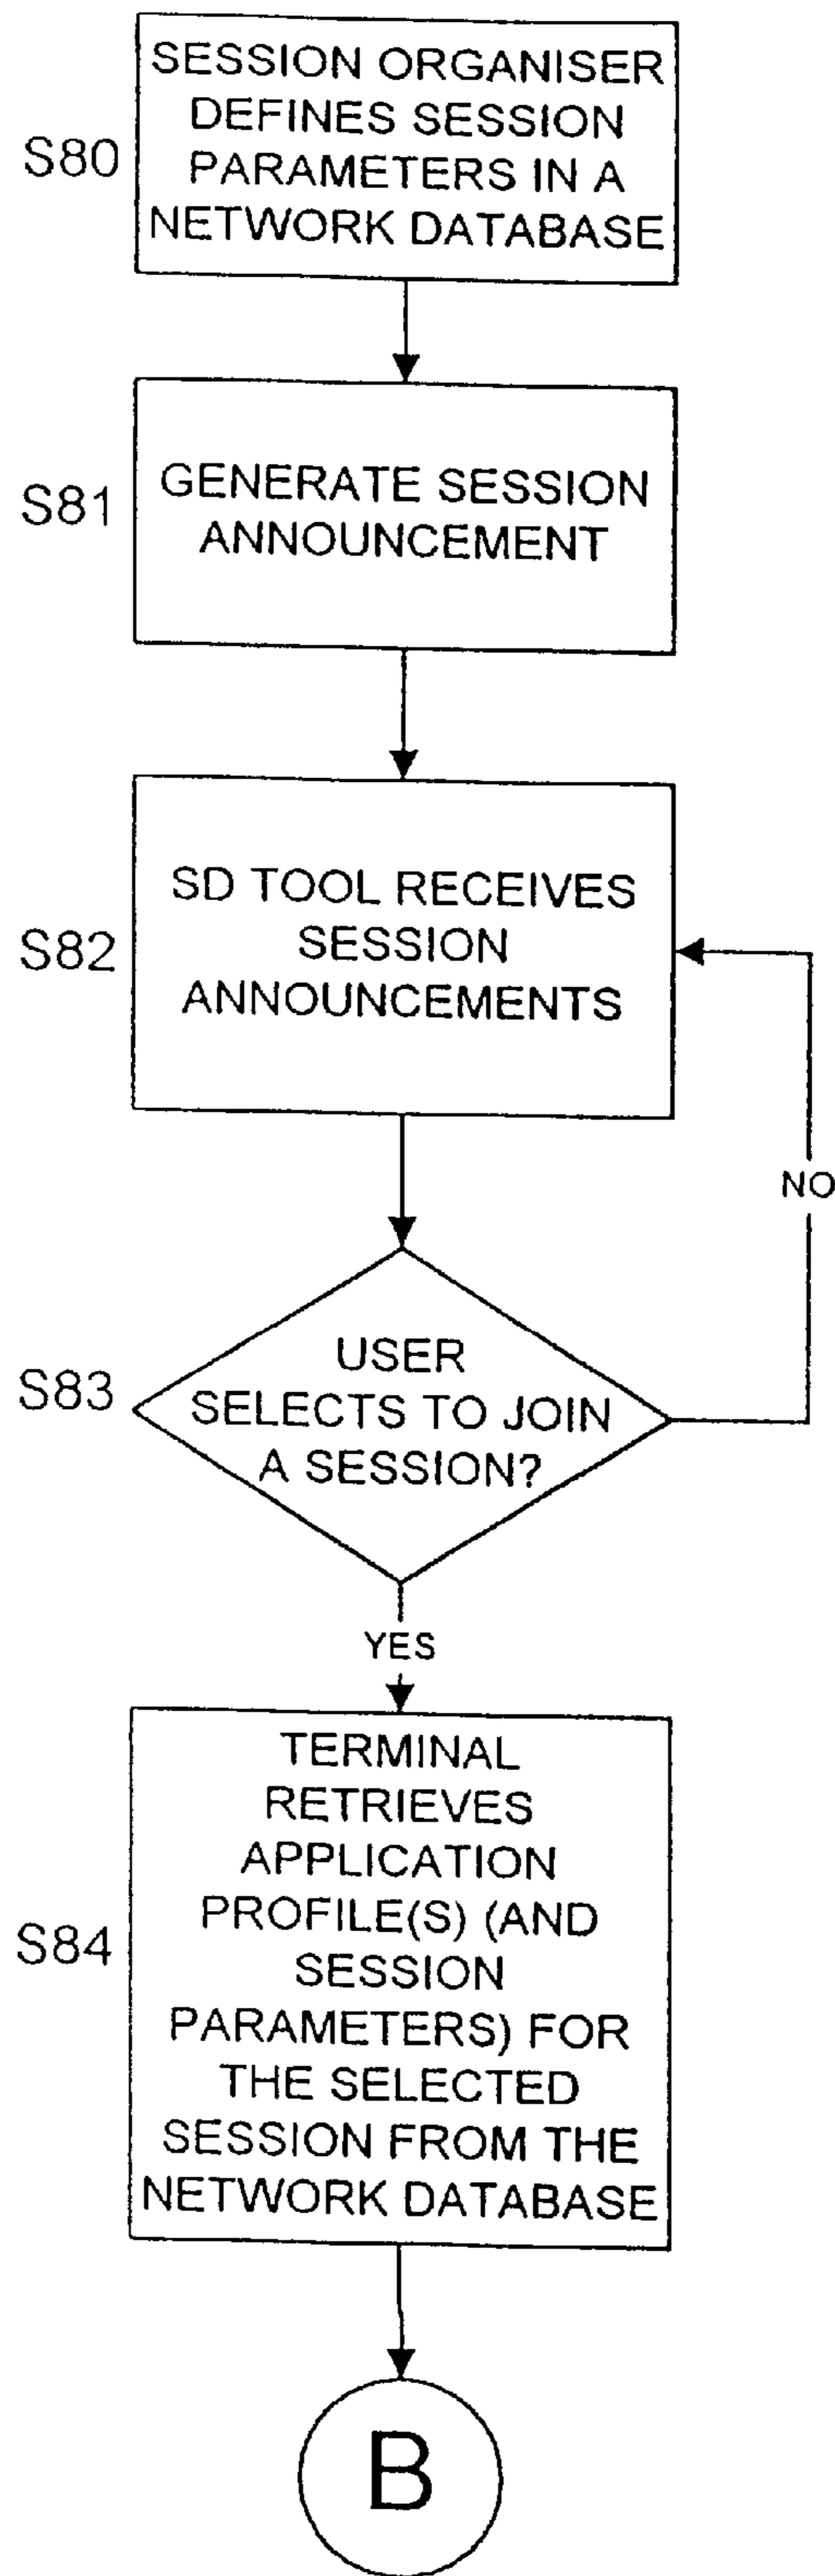 SESSION ORGANISER
DEFINES SESSION
PARAMETERS IN A
NETWORK DATABASE
S80
GENERATE SESSION
ANNOUNCEMENT
S81
SD TOOL RECEIVES
SESSION
ANNOUNCEMENTS
S82
NO
USER
SELECTS TO JOIN
A SESSION?
S83
YES
TERMINAL
RETRIEVES
APPLICATION
PROFILE(S) (AND
SESSION
PARAMETERS) FOR
THE SELECTED
SESSION FROM THE
NETWORK DATABASE
S84
B